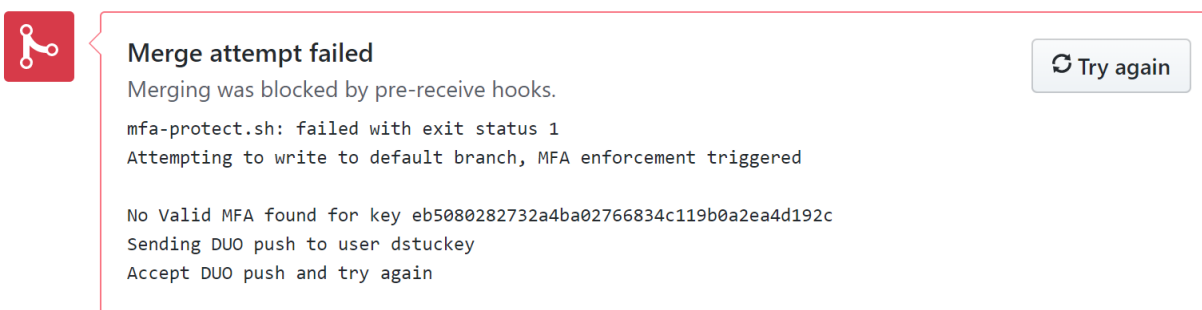 Merge attempt failed
Try again
Merging was blocked by pre-receive hooks.
mfa-protect.sh: failed with exit status 1
Attempting to write to default branch, MFA enforcement triggered
No Valid MFA found for key eb5080282732a4ba02766834c119b0a2ea4d192c
Sending DUO push to user dstuckey
Accept DUO push and try again